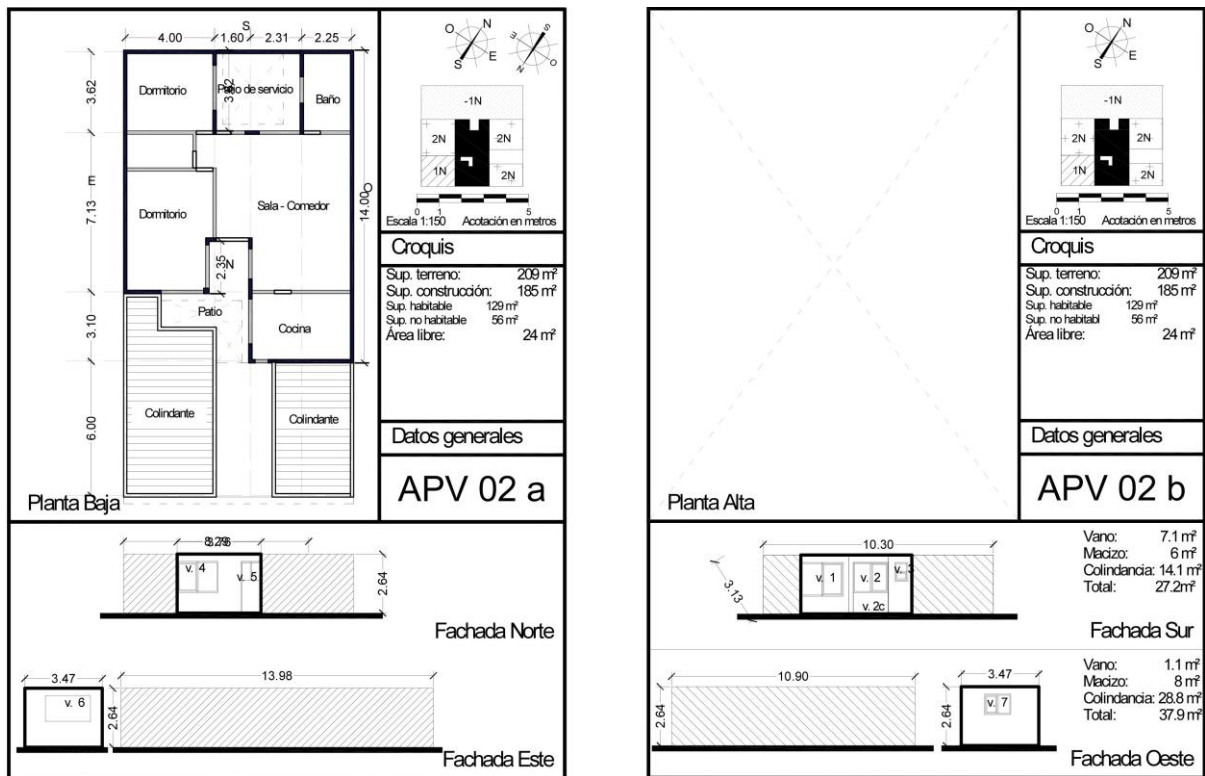 S
4.00 1.60 2.31 2.25
3.62
7.13
E
3.10
6.00
Dormitorio
Patio de servicio
Baño
Dormitorio
Sala - Comedor
14.00
O
N
2.35
Patio
Cocina
Colindante
Colindante
Planta Baja
O N
S E
S
E
N O
-1N
2N 2N
1N 2N
0 1 5
Escala 1:150 Acotación en metros
Croquis
Sup. terreno: 209 m²
Sup. construcción: 185 m²
Sup. habitable 129 m²
Sup. no habitable 56 m²
Área libre: 24 m²
Datos generales
APV 02 a
2.64
v. 4
v. 5
Fachada Norte
3.47
13.98
v. 6
2.64
Fachada Este
Planta Alta
O N
S E
S
E
N O
-1N
2N 2N
1N 2N
0 1 5
Escala 1:150 Acotación en metros
Croquis
Sup. terreno: 209 m²
Sup. construcción: 185 m²
Sup. habitable 129 m²
Sup. no habitabl 56 m²
Área libre: 24 m²
Datos generales
APV 02 b
10.30
3.13
v. 1
v. 2
v. 3
v. 2c
Vano: 7.1 m²
Macizo: 6 m²
Colindancia: 14.1 m²
Total: 27.2 m²
Fachada Sur
10.90
3.47
2.64
2.64
v. 7
Vano: 1.1 m²
Macizo: 8 m²
Colindancia: 28.8 m²
Total: 37.9 m²
Fachada Oeste